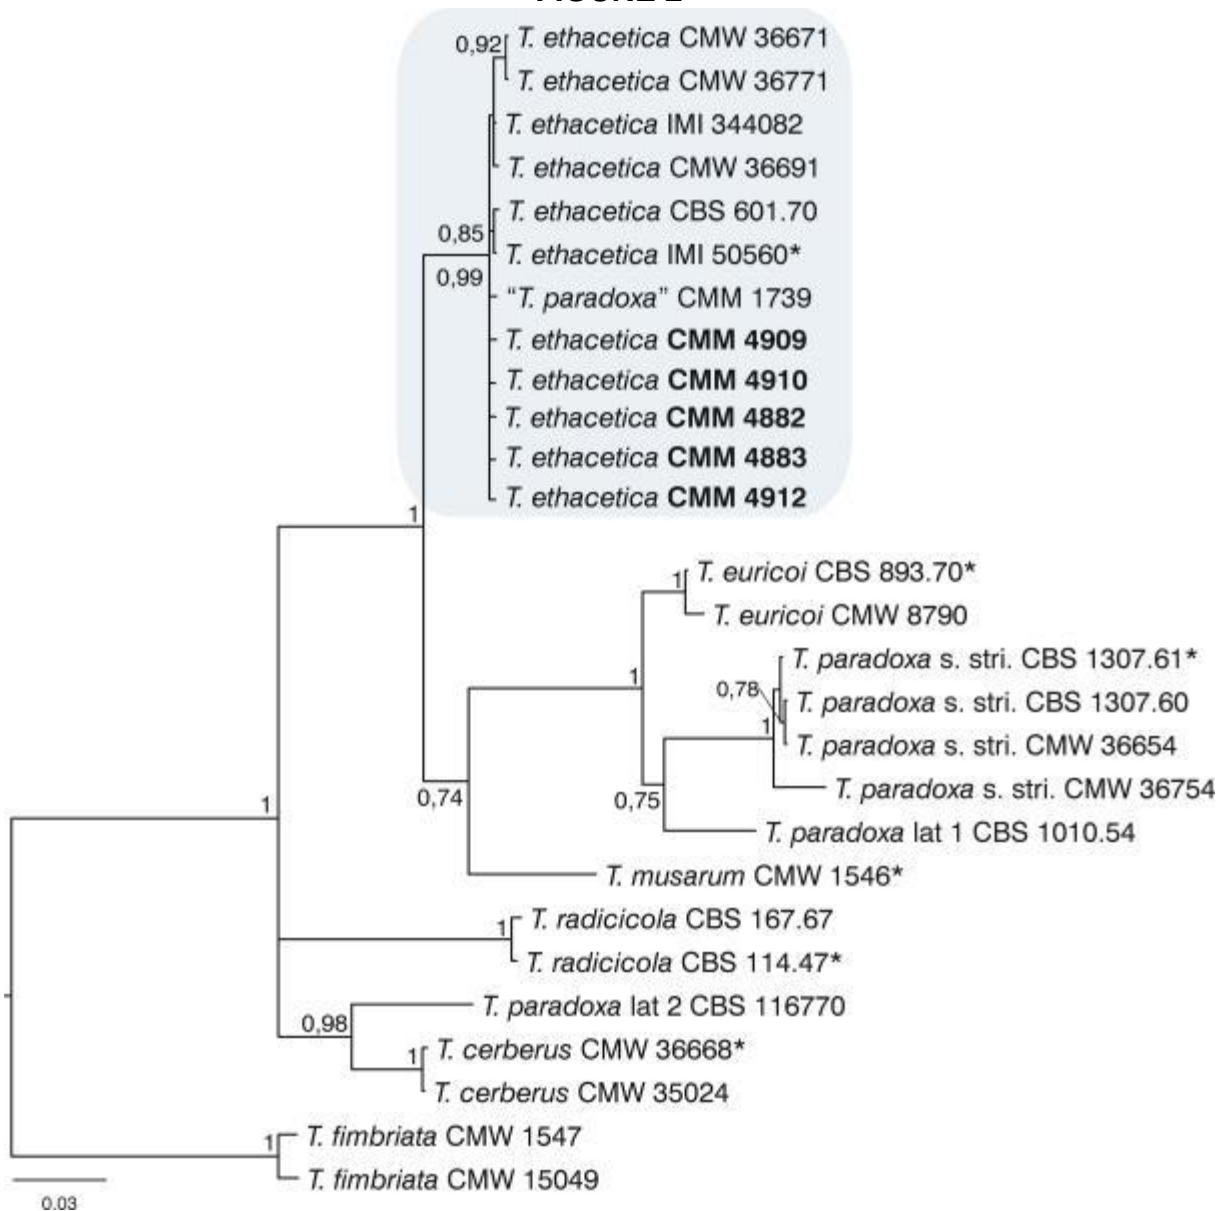 FIGURE 2
0,92
T. ethacetica CMW 36671
T. ethacetica CMW 36771
T. ethacetica IMI 344082
T. ethacetica CMW 36691
T. ethacetica CBS 601.70
0,85
T. ethacetica IMI 50560*
0,99
“T. paradoxa” CMM 1739
T. ethacetica CMM 4909
T. ethacetica CMM 4910
T. ethacetica CMM 4882
T. ethacetica CMM 4883
T. ethacetica CMM 4912
1
T. euricoi CBS 893.70*
1
T. euricoi CMW 8790
T. paradoxa s. stri. CBS 1307.61*
1
0,78
T. paradoxa s. stri. CBS 1307.60
1
T. paradoxa s. stri. CMW 36654
T. paradoxa s. stri. CMW 36754
0,74
0,75
1
T. paradoxa lat 1 CBS 1010.54
T. musarum CMW 1546*
T. radicicola CBS 167.67
1
T. radicicola CBS 114.47*
T. paradoxa lat 2 CBS 116770
0,98
T. cerberus CMW 36668*
1
T. cerberus CMW 35024
T. fimbriata CMW 1547
1
T. fimbriata CMW 15049
0.03